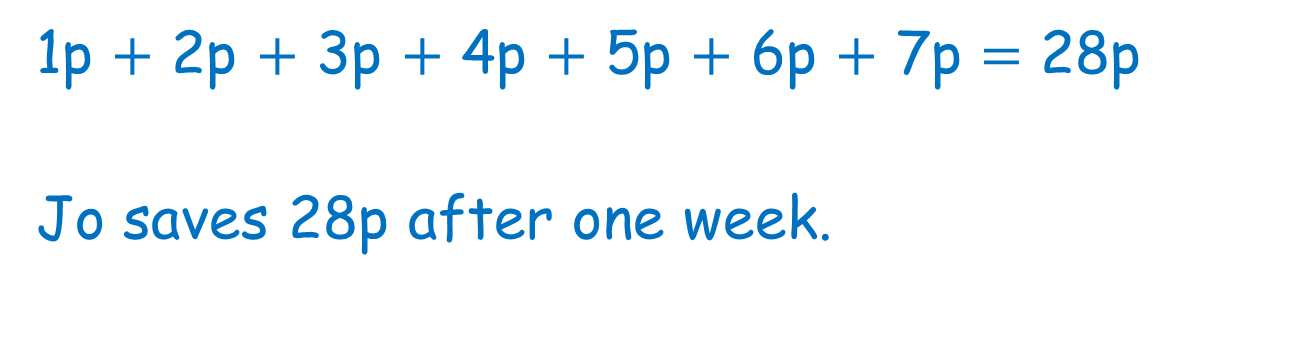 1p + 2p + 3p + 4p + 5p + 6p + 7p = 28p
Jo saves 28p after one week.